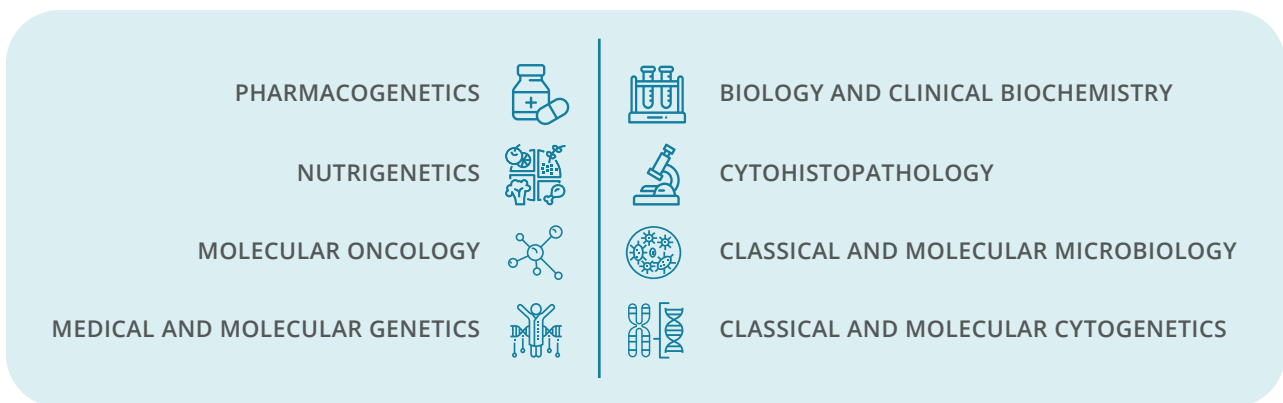 PHARMACOGENETICS
NUTRIGENETICS
MOLECULAR ONCOLOGY
MEDICAL AND MOLECULAR GENETICS
BIOLOGY AND CLINICAL BIOCHEMISTRY
CYTOHISTOPATHOLOGY
CLASSICAL AND MOLECULAR MICROBIOLOGY
CLASSICAL AND MOLECULAR CYTOGENETICS